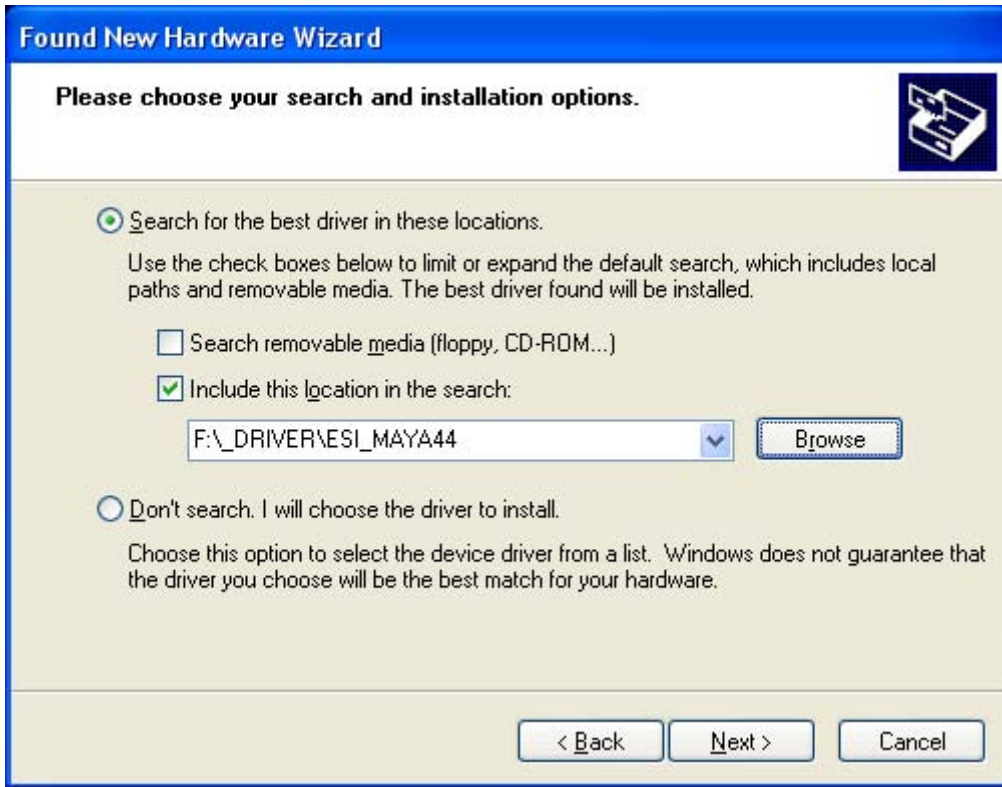 Found New Hardware Wizard
Please choose your search and installation options.
Search for the best driver in these locations.
Use the check boxes below to limit or expand the default search, which includes local
paths and removable media. The best driver found will be installed.
Search removable media (floppy, CD-ROM...)
Include this location in the search:
F:\_DRIVER\ESI_MAYA44
Browse
Don't search. I will choose the driver to install.
Choose this option to select the device driver from a list. Windows does not guarantee that
the driver you choose will be the best match for your hardware.
< Back Next > Cancel